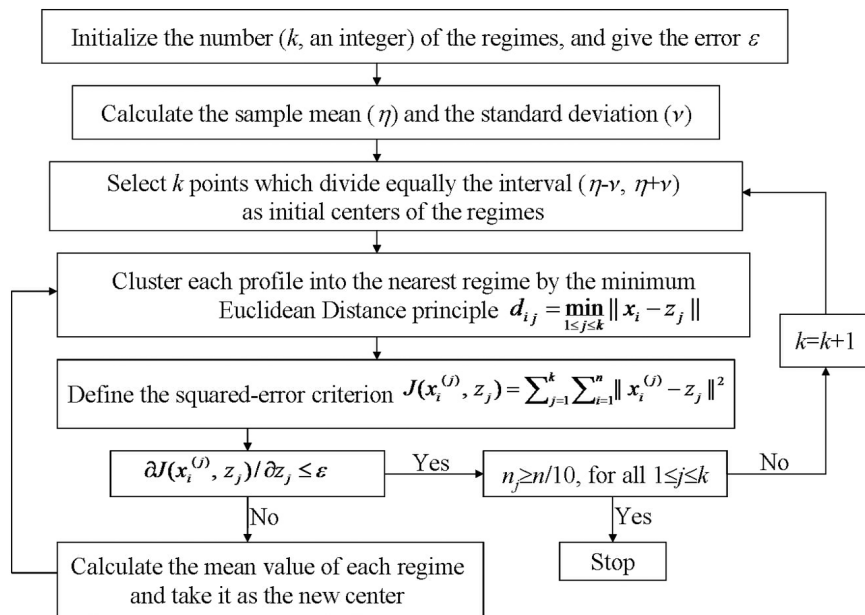 Initialize the number (k, an integer) of the regimes, and give the error ε
Calculate the sample mean (η) and the standard deviation (ν)
Select k points which divide equally the interval (η-ν, η+ν)
as initial centers of the regimes
Cluster each profile into the nearest regime by the minimum
Euclidean Distance principle d_{ij} = min_{1≤j≤k} || x_i − z_j ||
k=k+1
Define the squared-error criterion J(x_i^{(j)}, z_j) = ∑_{j=1}^{k} ∑_{i=1}^{n} || x_i^{(j)} − z_j ||^2
∂J(x_i^{(j)}, z_j)/∂z_j ≤ ε
Yes
n_j≥n/10, for all 1≤j≤k
No
No
Yes
Calculate the mean value of each regime
and take it as the new center
Stop